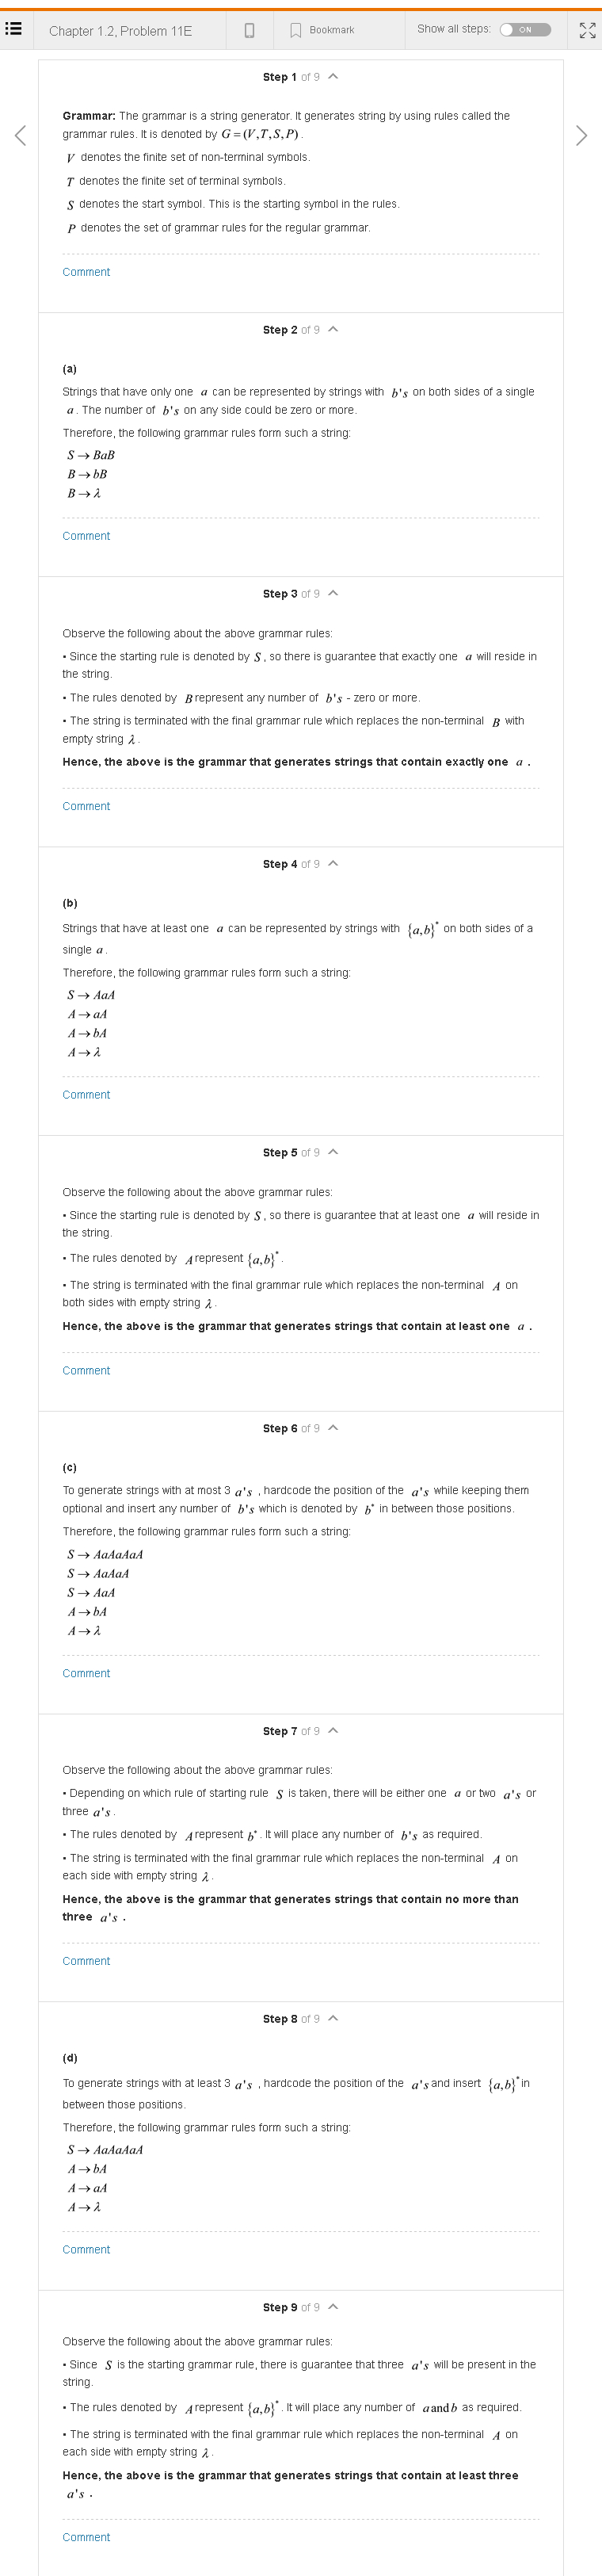 Chapter 1.2, Problem 11E
Bookmark
Show all steps: ON
Step 1 of 9
Grammar: The grammar is a string generator. It generates string by using rules called the
grammar rules. It is denoted by G = (V,T,S,P).
V denotes the finite set of non-terminal symbols.
T denotes the finite set of terminal symbols.
S denotes the start symbol. This is the starting symbol in the rules.
P denotes the set of grammar rules for the regular grammar.
Comment
Step 2 of 9
(a)
Strings that have only one a can be represented by strings with b's on both sides of a single
a. The number of b's on any side could be zero or more.
Therefore, the following grammar rules form such a string:
S → BaB
B → bB
B → λ
Comment
Step 3 of 9
Observe the following about the above grammar rules:
• Since the starting rule is denoted by S, so there is guarantee that exactly one a will reside in
the string.
• The rules denoted by B represent any number of b's - zero or more.
• The string is terminated with the final grammar rule which replaces the non-terminal B with
empty string λ.
Hence, the above is the grammar that generates strings that contain exactly one a.
Comment
Step 4 of 9
(b)
Strings that have at least one a can be represented by strings with {a,b}* on both sides of a
single a.
Therefore, the following grammar rules form such a string:
S → AaA
A → aA
A → bA
A → λ
Comment
Step 5 of 9
Observe the following about the above grammar rules:
• Since the starting rule is denoted by S, so there is guarantee that at least one a will reside in
the string.
• The rules denoted by A represent {a,b}*.
• The string is terminated with the final grammar rule which replaces the non-terminal A on
both sides with empty string λ.
Hence, the above is the grammar that generates strings that contain at least one a.
Comment
Step 6 of 9
(c)
To generate strings with at most 3 a's, hardcode the position of the a's while keeping them
optional and insert any number of b's which is denoted by b* in between those positions.
Therefore, the following grammar rules form such a string:
S → AaAaAaA
S → AaAaA
S → AaA
A → bA
A → λ
Comment
Step 7 of 9
Observe the following about the above grammar rules:
• Depending on which rule of starting rule S is taken, there will be either one a or two a's or
three a's.
• The rules denoted by A represent b*. It will place any number of b's as required.
• The string is terminated with the final grammar rule which replaces the non-terminal A on
each side with empty string λ.
Hence, the above is the grammar that generates strings that contain no more than
three a's.
Comment
Step 8 of 9
(d)
To generate strings with at least 3 a's, hardcode the position of the a's and insert {a,b}* in
between those positions.
Therefore, the following grammar rules form such a string:
S → AaAaAaA
A → bA
A → aA
A → λ
Comment
Step 9 of 9
Observe the following about the above grammar rules:
• Since S is the starting grammar rule, there is guarantee that three a's will be present in the
string.
• The rules denoted by A represent {a,b}*. It will place any number of a and b as required.
• The string is terminated with the final grammar rule which replaces the non-terminal A on
each side with empty string λ.
Hence, the above is the grammar that generates strings that contain at least three
a's.
Comment